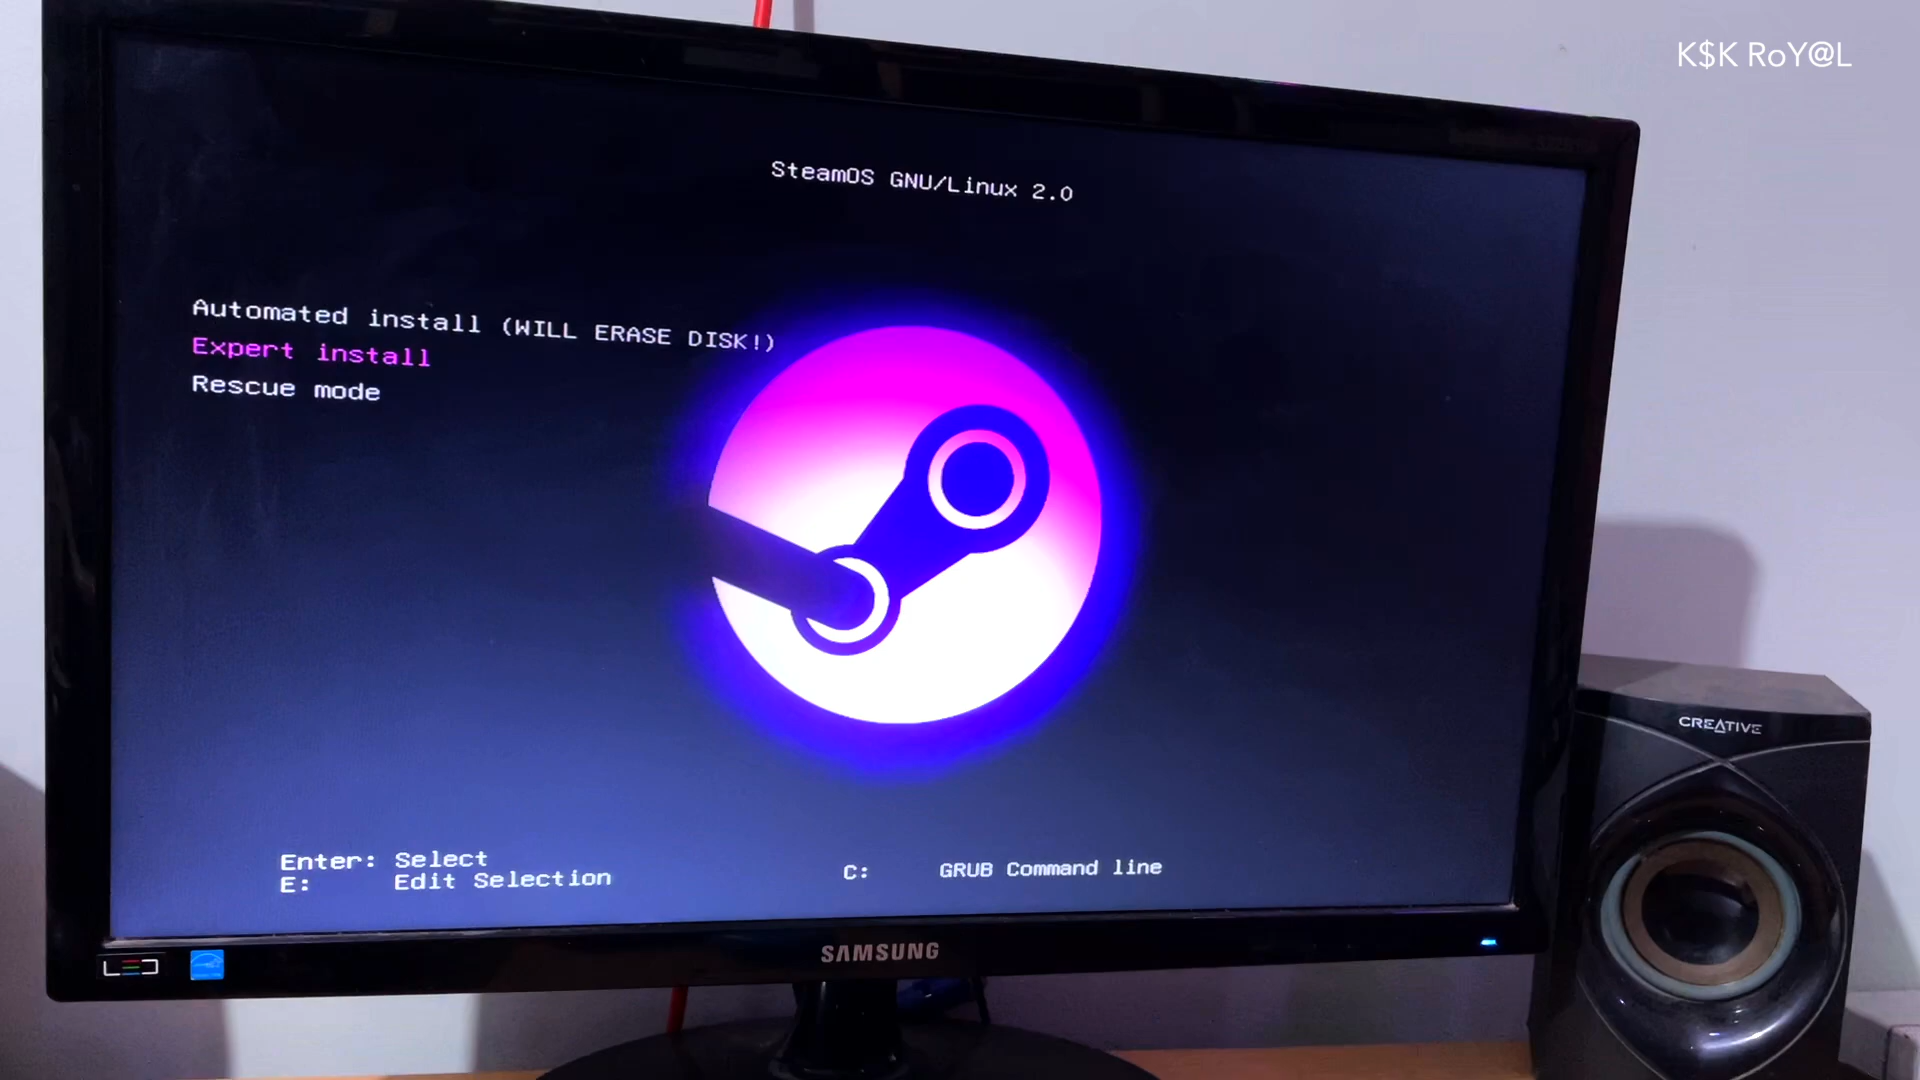 K$K RoY@L
SteamOS GNU/Linux 2.0
Automated install (WILL ERASE DISK!)
Expert install
Rescue mode
Enter: Select
E: Edit Selection
C: GRUB Command line
SAMSUNG
LED
CREATIVE